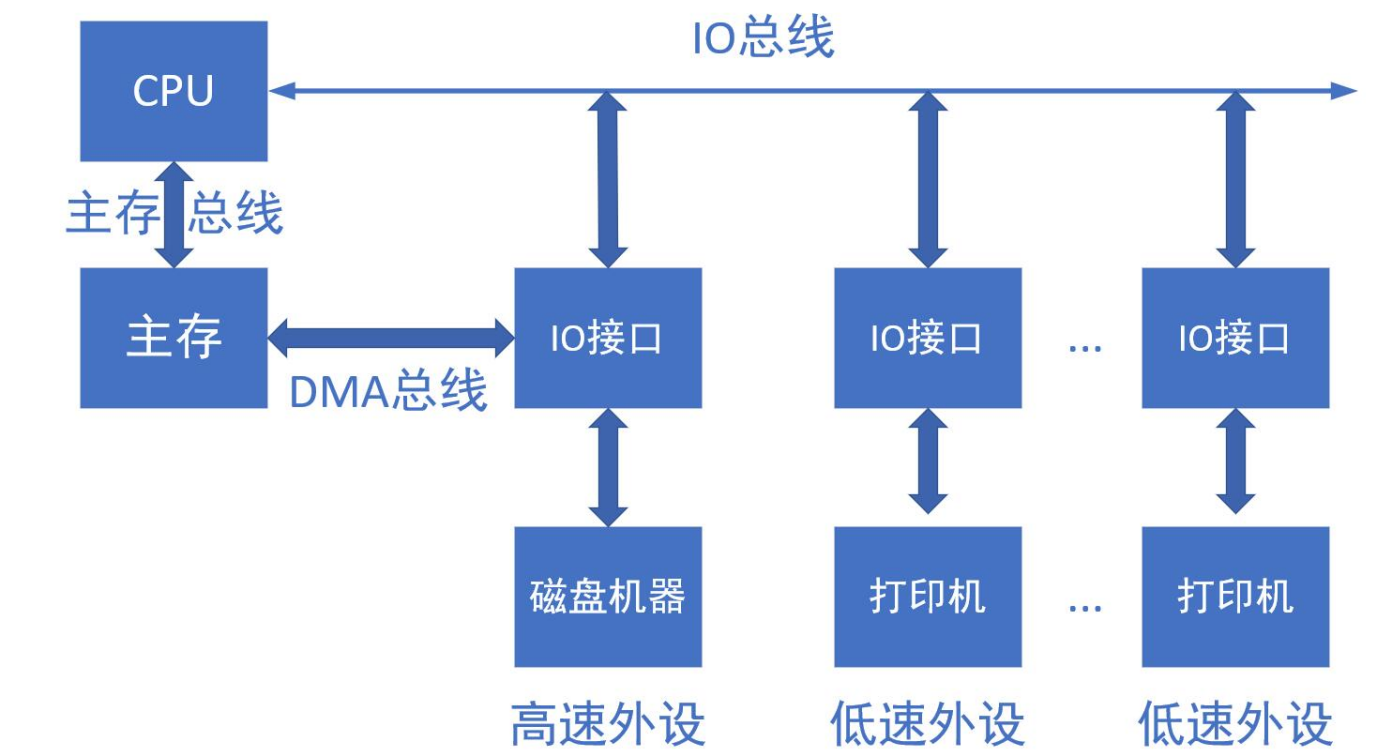 IO总线
CPU
主存 总线
主存
IO接口
IO接口
...
IO接口
DMA总线
磁盘机器
打印机
...
打印机
高速外设
低速外设
低速外设